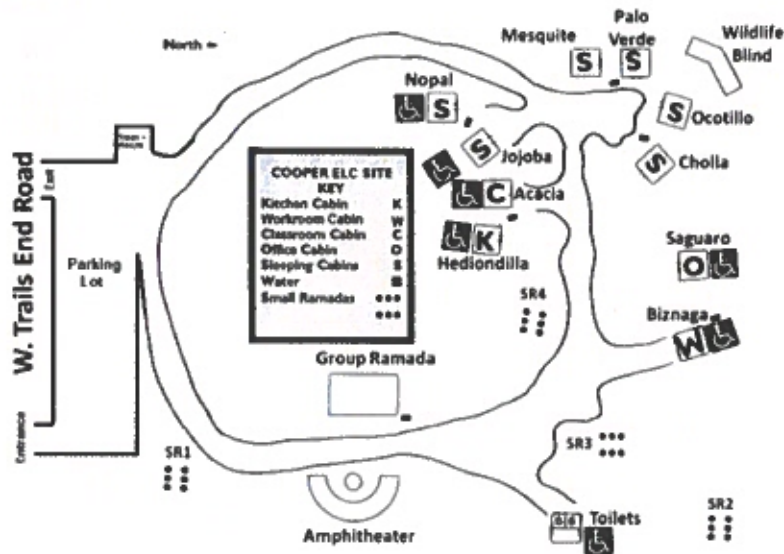 North ←
Mesquite
Palo
Verde
Wildlife
Blind
S
S
Nopal
S
S
Ocotillo
S
Jojoba
S
Cholla
C
Acacia
K
Hediondilla
COOPER ELC SITE
KEY
Kitchen Cabin K
Workroom Cabin W
Classroom Cabin C
Office Cabin O
Sleeping Cabins S
Water
Small Ramadas
W. Trails End Road
Exit
Entrance
Parking
Lot
Saguaro
O
SR4
Biznaga
W
Group Ramada
SR1
SR3
SR2
Amphitheater
Toilets